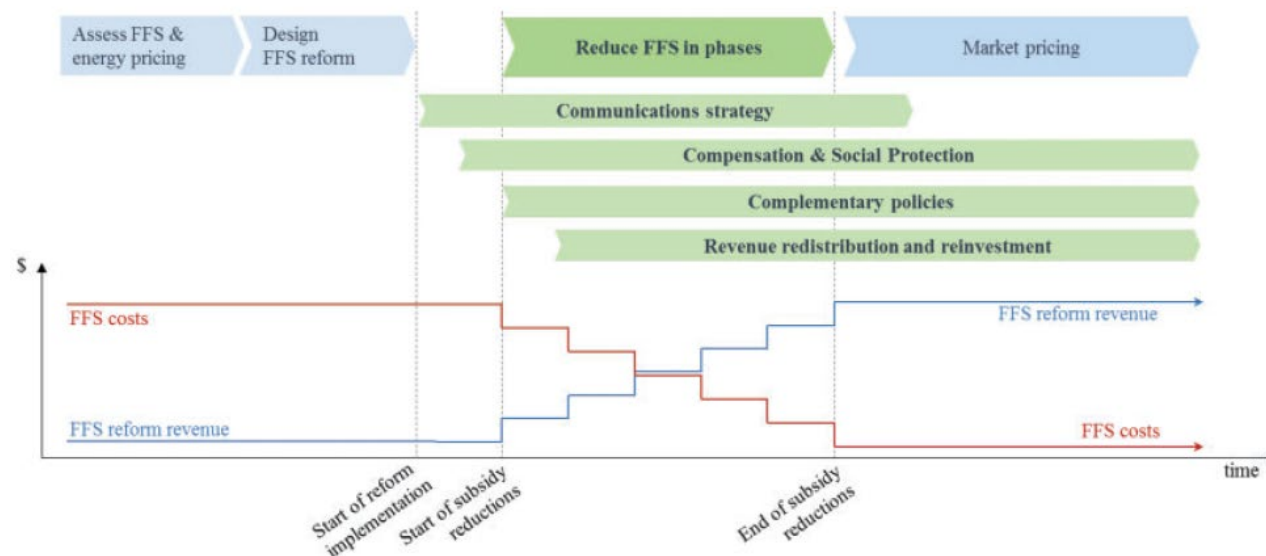 Assess FFS &
energy pricing
Design
FFS reform
Reduce FFS in phases
Market pricing
Communications strategy
Compensation & Social Protection
Complementary policies
Revenue redistribution and reinvestment
$
FFS costs
FFS reform revenue
FFS reform revenue
FFS costs
time
Start of reform
implementation
Start of subsidy
reductions
End of subsidy
reductions